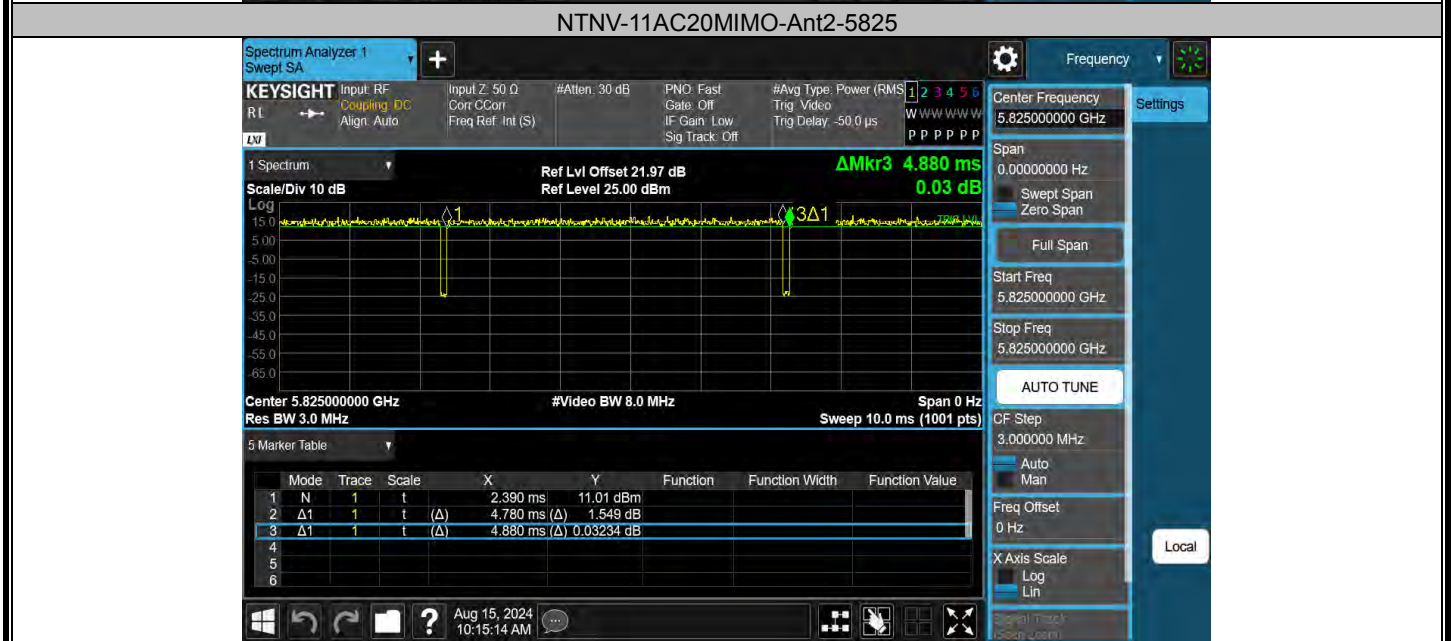 NTNV-11AC20MIMO-Ant2-5825
Spectrum Analyzer 1
Swept SA
Frequency
KEYSIGHT
RL
LXI
Input: RF
Coupling: DC
Align: Auto
Input Z: 50 Ω
Corr CCorr
Freq Ref: Int (S)
#Atten: 30 dB
PNO: Fast
Gate: Off
IF Gain: Low
Sig Track: Off
#Avg Type: Power (RMS
Trig: Video
Trig Delay: -50.0 µs
1 2 3 4 5 6
W W W W W W
P P P P P P
Center Frequency
5.825000000 GHz
Settings
1 Spectrum
Scale/Div 10 dB
Ref Lvl Offset 21.97 dB
Ref Level 25.00 dBm
ΔMkr3 4.880 ms
0.03 dB
Span
0.00000000 Hz
Swept Span
Zero Span
Full Span
Start Freq
5.825000000 GHz
Stop Freq
5.825000000 GHz
AUTO TUNE
CF Step
3.000000 MHz
Auto
Man
Freq Offset
0 Hz
X Axis Scale
Log
Lin
Signal Track
(Span Zoom)
Local
Log
15.0
5.00
-5.00
-15.0
-25.0
-35.0
-45.0
-55.0
-65.0
1
3Δ1
TRIG LVL
Center 5.825000000 GHz
Res BW 3.0 MHz
#Video BW 8.0 MHz
Span 0 Hz
Sweep 10.0 ms (1001 pts)
5 Marker Table
Mode Trace Scale X Y Function Function Width Function Value
1 N 1 t 2.390 ms 11.01 dBm
2 Δ1 1 t (Δ) 4.780 ms (Δ) 1.549 dB
3 Δ1 1 t (Δ) 4.880 ms (Δ) 0.03234 dB
4
5
6
?
Aug 15, 2024
10:15:14 AM